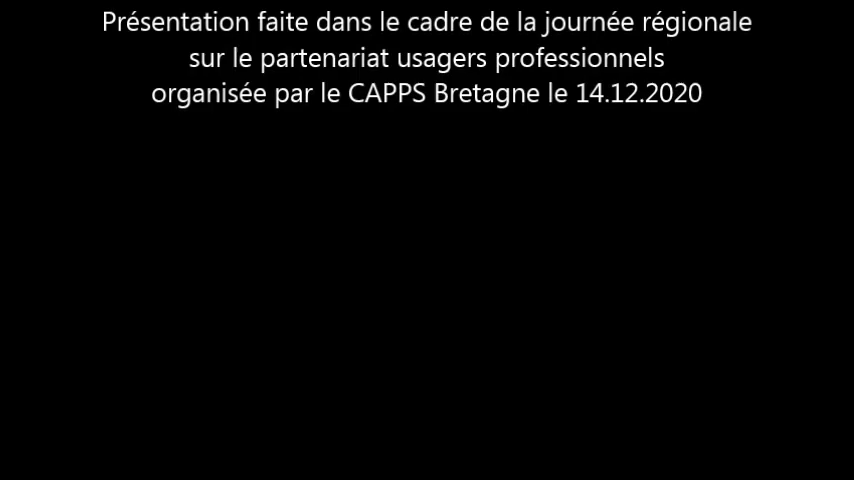 Présentation faite dans le cadre de la journée régionale
sur le partenariat usagers professionnels
organisée par le CAPPS Bretagne le 14.12.2020